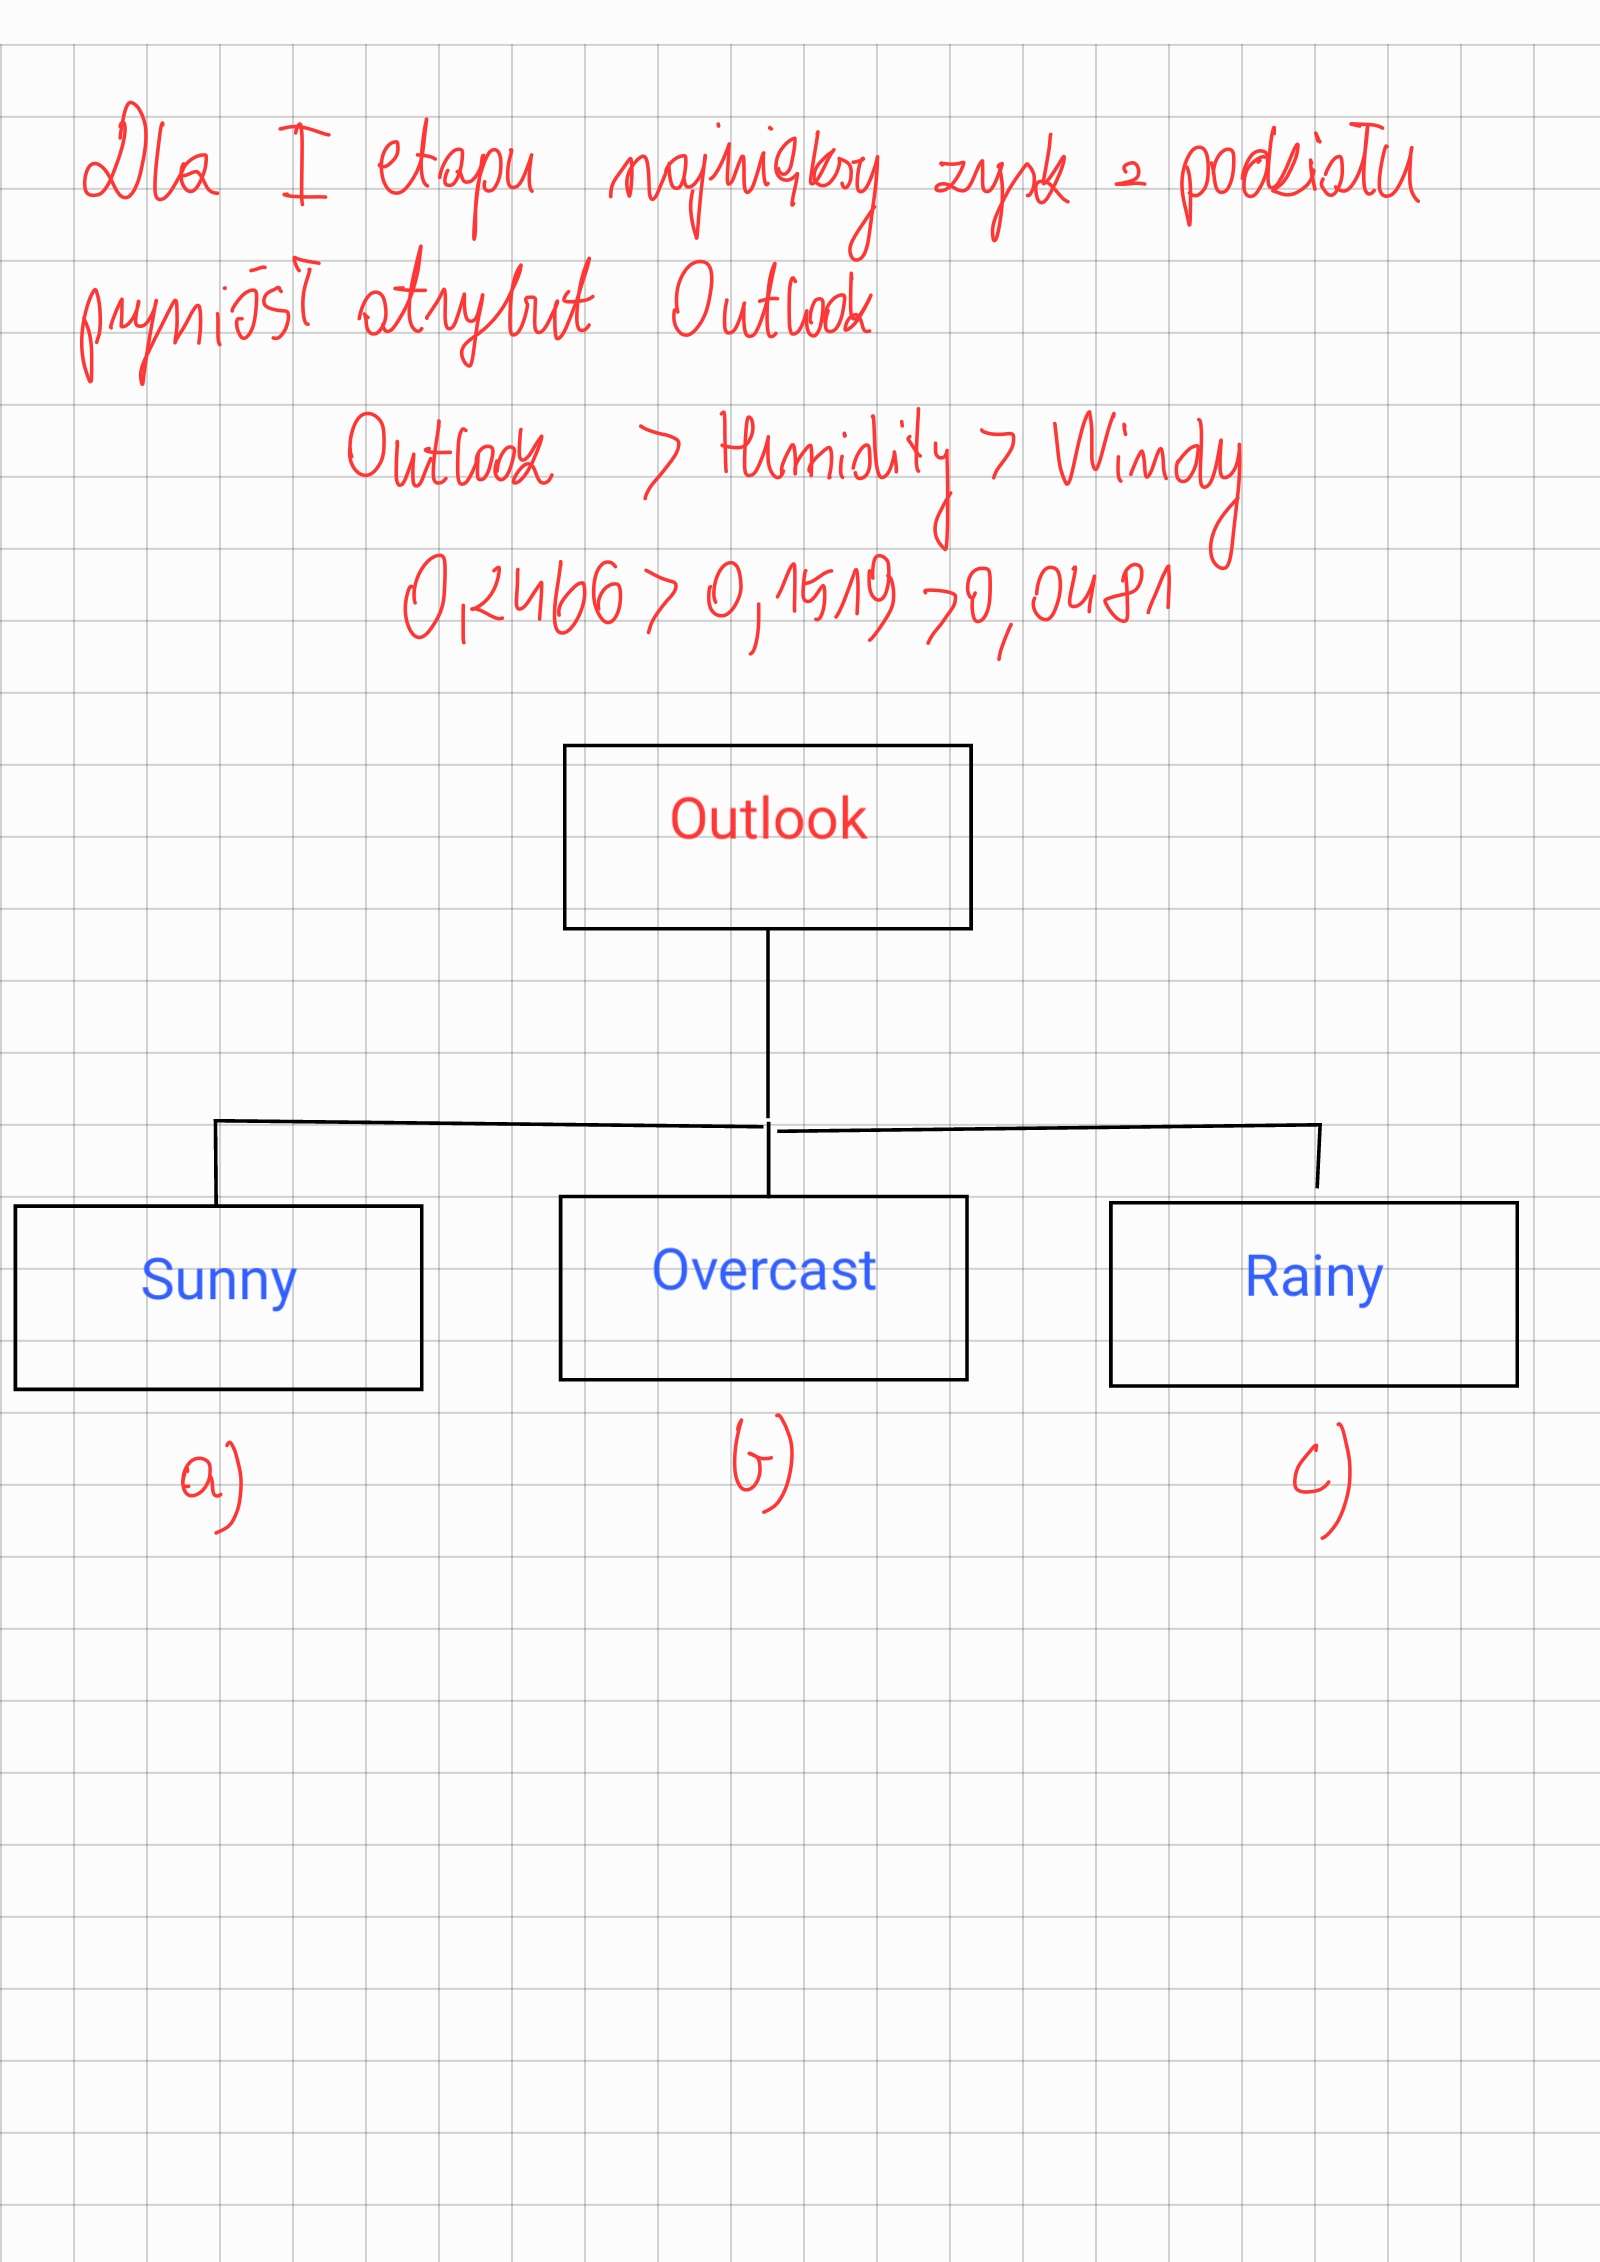 Dla I etapu największy zysk z podziału
przyniósł atrybut Outlook
Outlook > Humidity > Windy
0,2466 > 0,1519 > 0,0481
Outlook
Sunny
Overcast
Rainy
a)
b)
c)